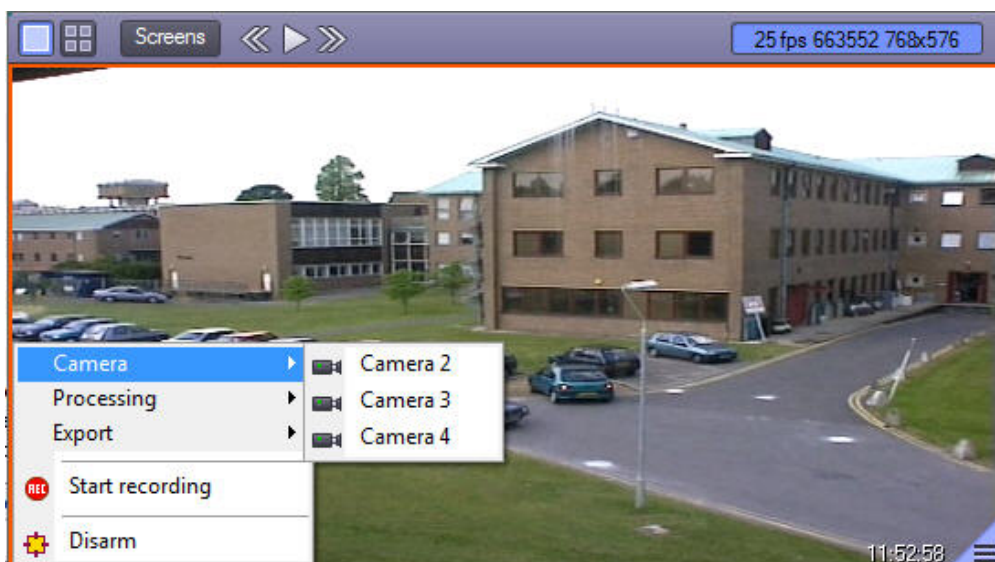 Screens
25 fps 663552 768x576
Camera
Camera 2
Processing
Camera 3
Export
Camera 4
REC
Start recording
Disarm
11:52:58